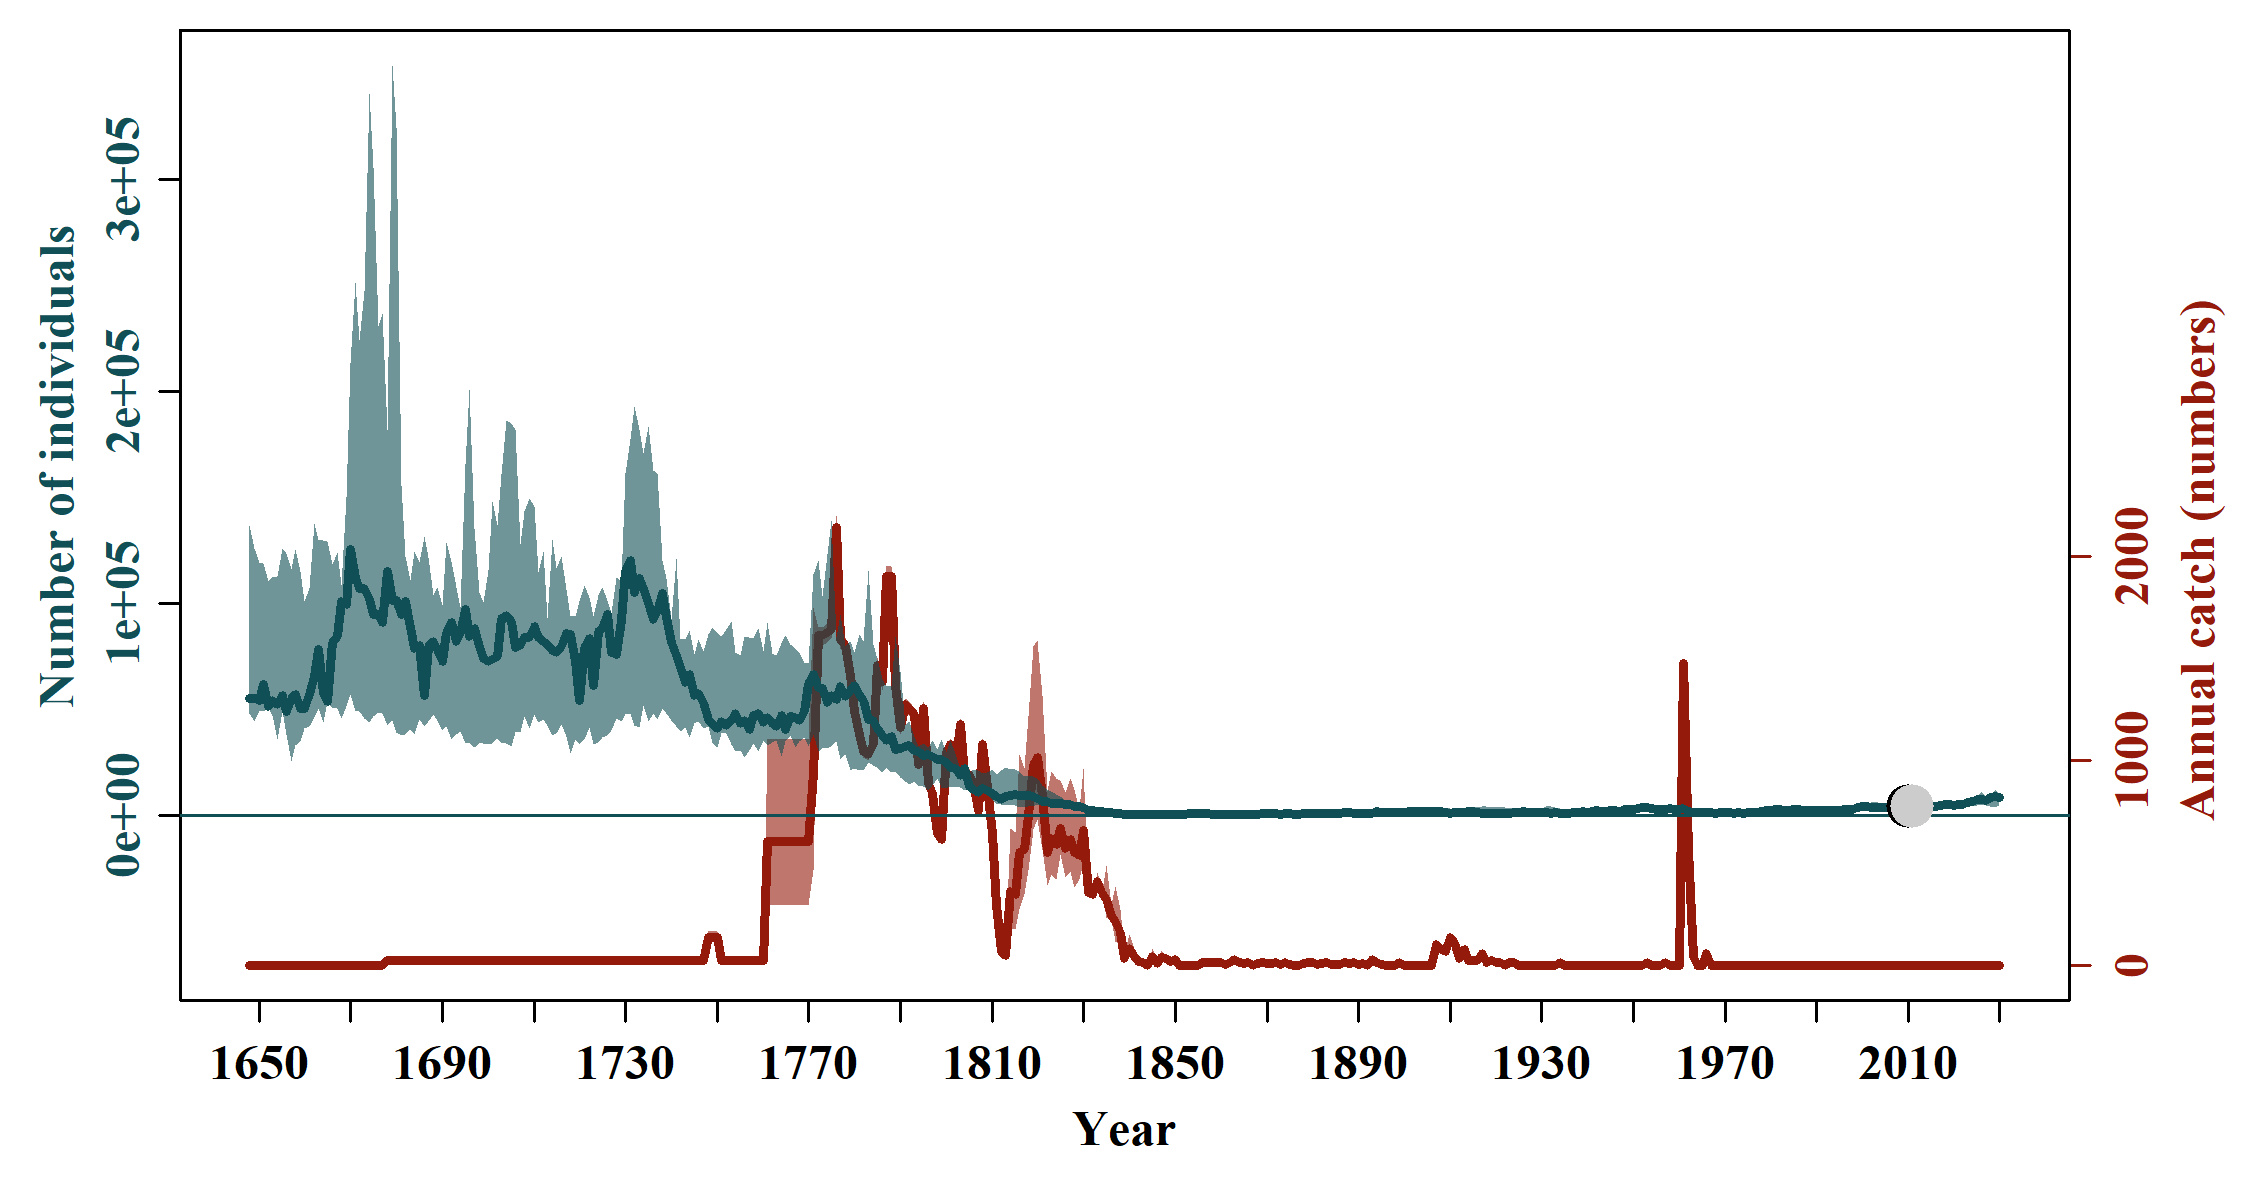 Number of individuals
3e+05
2e+05
1e+05
0e+00
Annual catch (numbers)
2000
1000
0
1650 1690 1730 1770 1810 1850 1890 1930 1970 2010
Year